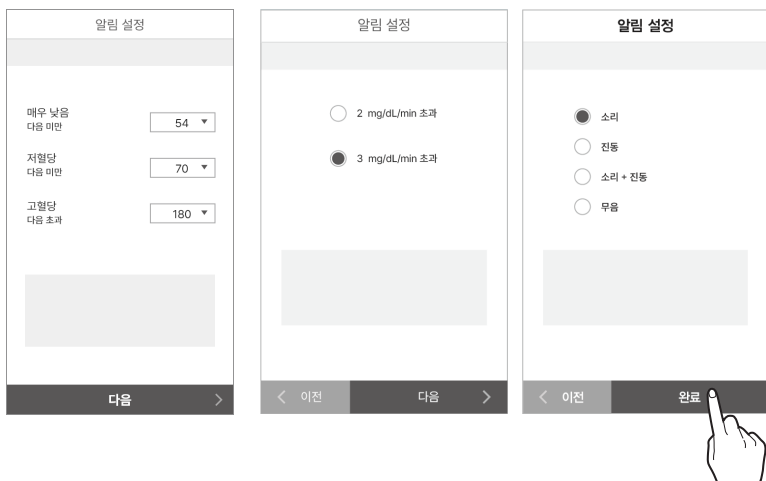 알림 설정
매우 낮음
다음 미만
54
저혈당
다음 미만
70
고혈당
다음 초과
180
다음
알림 설정
2 mg/dL/min 초과
3 mg/dL/min 초과
이전
다음
알림 설정
소리
진동
소리 + 진동
무음
이전
완료